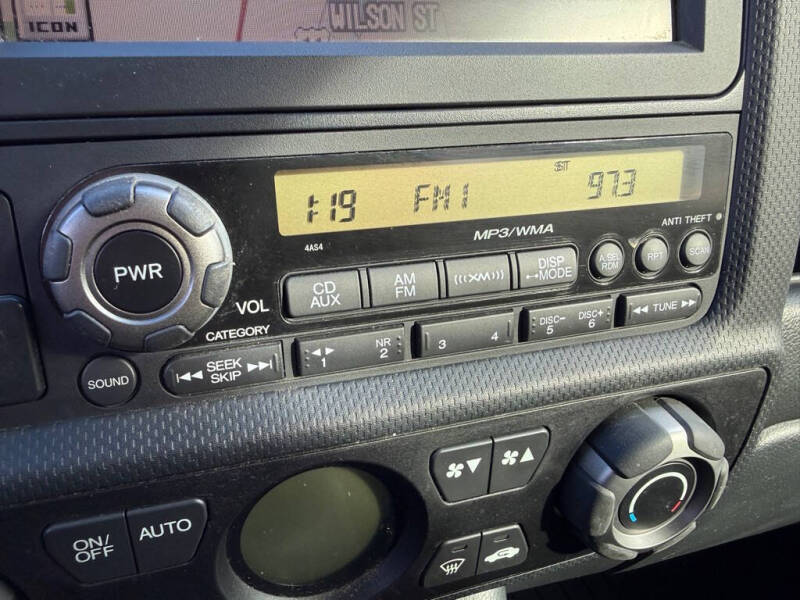 WILSON ST
ICON
ST
1:19 FM1 97.3
4AS4
MP3/WMA
ANTI THEFT
PWR
VOL
CD AUX
AM FM
(((XM)))
DISP MODE
A.SEL RDM
RPT
SCAN
CATEGORY
SOUND
SEEK SKIP
1
NR 2
3 4
DISC- 5
DISC+ 6
TUNE
ON/OFF
AUTO